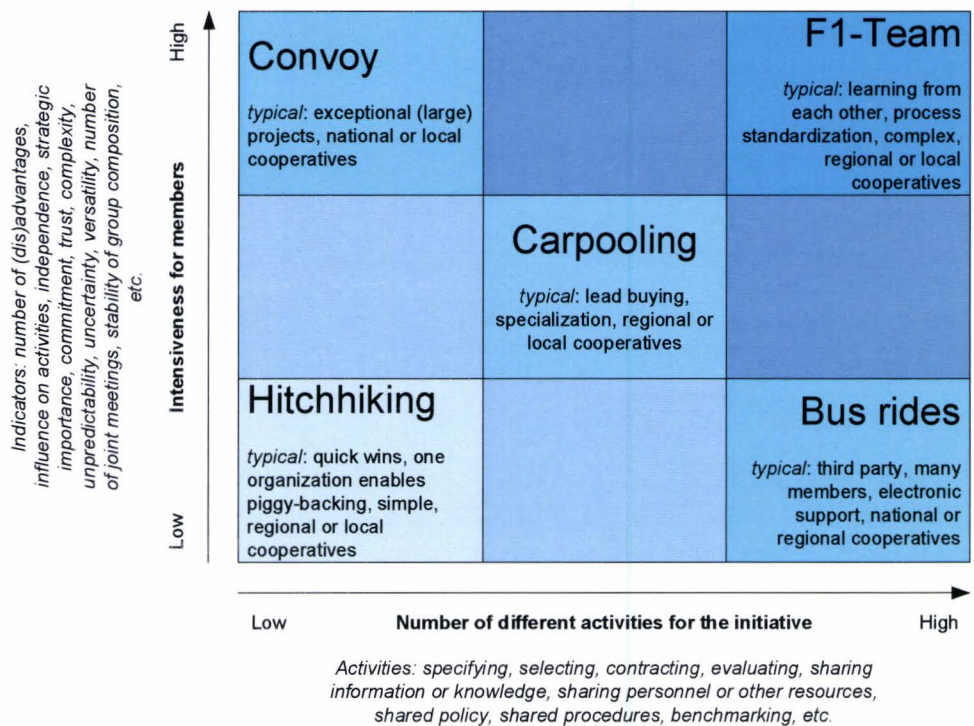 High
Low
Intensiveness for members
Indicators: number of (dis)advantages,
influence on activities, independence, strategic
importance, commitment, trust, complexity,
unpredictability, uncertainty, versatility, number
of joint meetings, stability of group composition,
etc.
Convoy
typical: exceptional (large)
projects, national or local
cooperatives
F1-Team
typical: learning from
each other, process
standardization, complex,
regional or local
cooperatives
Carpooling
typical: lead buying,
specialization, regional or
local cooperatives
Hitchhiking
typical: quick wins, one
organization enables
piggy-backing, simple,
regional or local
cooperatives
Bus rides
typical: third party, many
members, electronic
support, national or
regional cooperatives
Low
Number of different activities for the initiative
High
Activities: specifying, selecting, contracting, evaluating, sharing
information or knowledge, sharing personnel or other resources,
shared policy, shared procedures, benchmarking, etc.